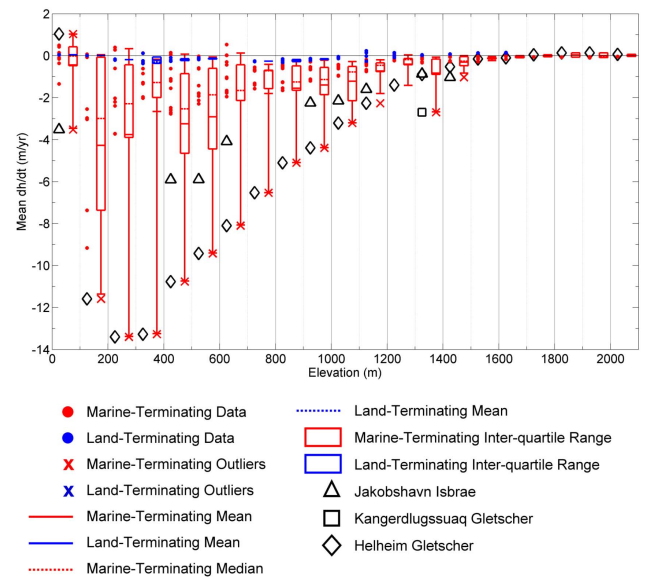 2
0
-2
-4
-6
-8
-10
-12
-14
Mean dh/dt (m/yr)
0 200 400 600 800 1000 1200 1400 1600 1800 2000
Elevation (m)
Marine-Terminating Data
Land-Terminating Data
Marine-Terminating Outliers
Land-Terminating Outliers
Marine-Terminating Mean
Land-Terminating Mean
Marine-Terminating Median
Land-Terminating Mean
Marine-Terminating Inter-quartile Range
Land-Terminating Inter-quartile Range
Jakobshavn Isbrae
Kangerdlugssuaq Gletscher
Helheim Gletscher